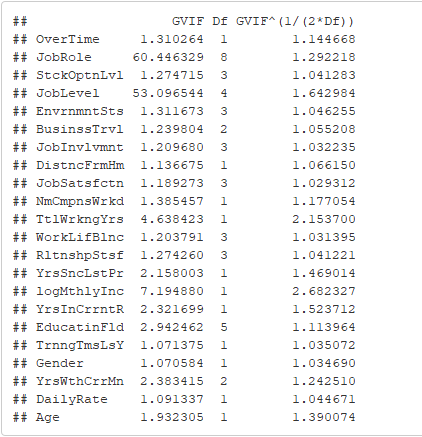 ##                    GVIF Df GVIF^(1/(2*Df))
## OverTime       1.310264  1        1.144668
## JobRole       60.446329  8        1.292218
## StckOptnLvl    1.274715  3        1.041283
## JobLevel      53.096544  4        1.642984
## EnvrnmntSts    1.311673  3        1.046255
## BusinssTrvl    1.239804  2        1.055208
## JobInvlvmnt    1.209680  3        1.032235
## DistncFrmHm    1.136675  1        1.066150
## JobSatsfctn    1.189273  3        1.029312
## NmCmpnsWrkd    1.385457  1        1.177054
## TtlWrkngYrs    4.638423  1        2.153700
## WorkLifBlnc    1.203791  3        1.031395
## RltnshpStsf    1.274260  3        1.041221
## YrsSncLstPr    2.158003  1        1.469014
## logMthlyInc    7.194880  1        2.682327
## YrsInCrrntR    2.321699  1        1.523712
## EducatinFld    2.942462  5        1.113964
## TrnngTmsLsY    1.071375  1        1.035072
## Gender         1.070584  1        1.034690
## YrsWthCrrMn    2.383415  2        1.242510
## DailyRate      1.091337  1        1.044671
## Age            1.932305  1        1.390074